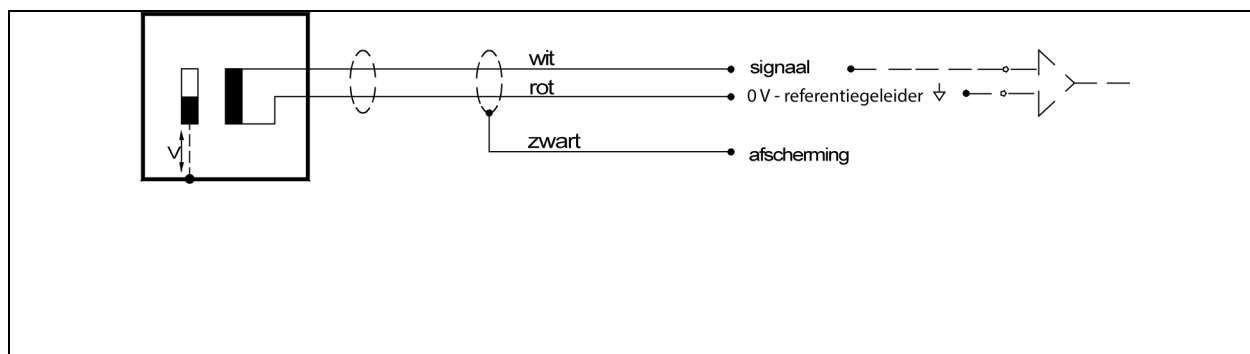 wit
signaal
rot
0 V - referentiegeleider
zwart
afscherming
V